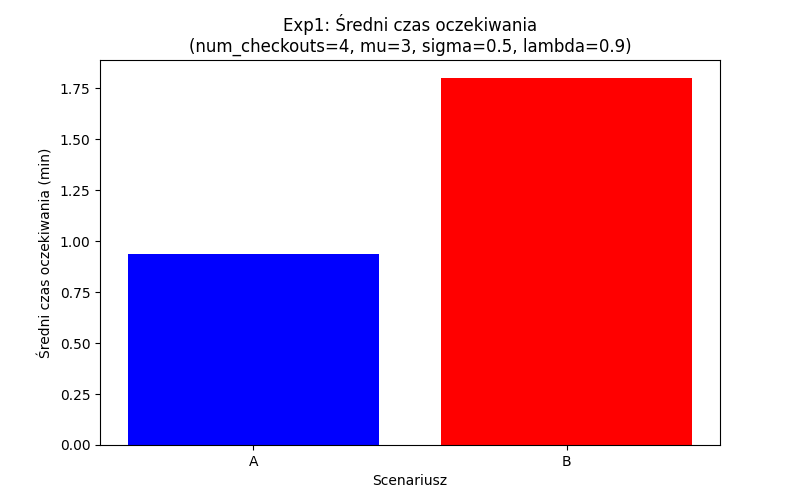 Exp1: Średni czas oczekiwania
(num_checkouts=4, mu=3, sigma=0.5, lambda=0.9)
Średni czas oczekiwania (min)
1.75
1.50
1.25
1.00
0.75
0.50
0.25
0.00
A
B
Scenariusz